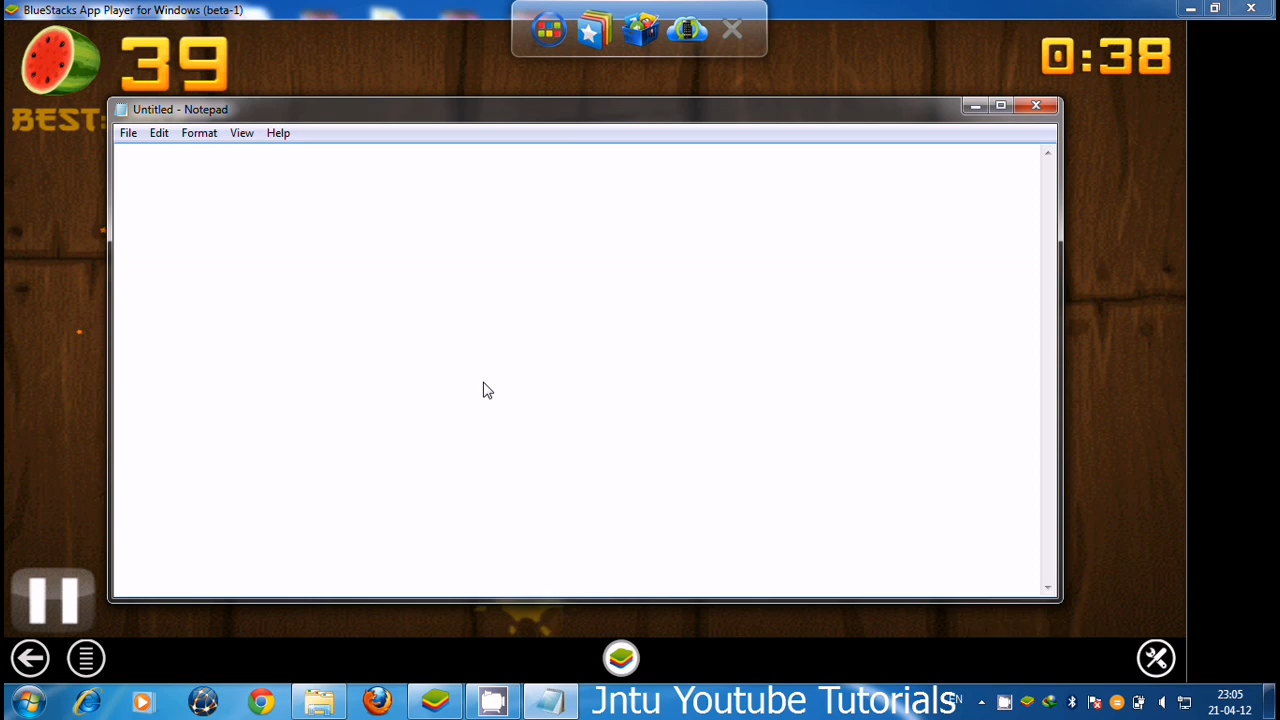 BlueStacks App Player for Windows (beta-1)
39
0:38
BEST:
Untitled - Notepad
File Edit Format View Help
Jntu Youtube Tutorials
EN
23:05
21-04-12